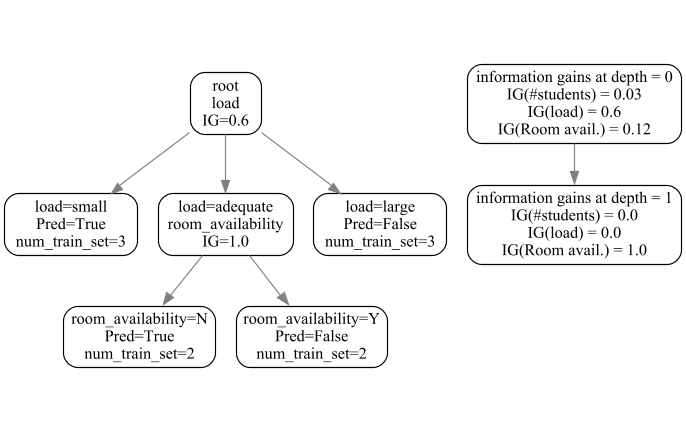 root
load
IG=0.6
load=small
Pred=True
num_train_set=3
load=adequate
room_availability
IG=1.0
load=large
Pred=False
num_train_set=3
room_availability=N
Pred=True
num_train_set=2
room_availability=Y
Pred=False
num_train_set=2
information gains at depth = 0
IG(#students) = 0.03
IG(load) = 0.6
IG(Room avail.) = 0.12
information gains at depth = 1
IG(#students) = 0.0
IG(load) = 0.0
IG(Room avail.) = 1.0